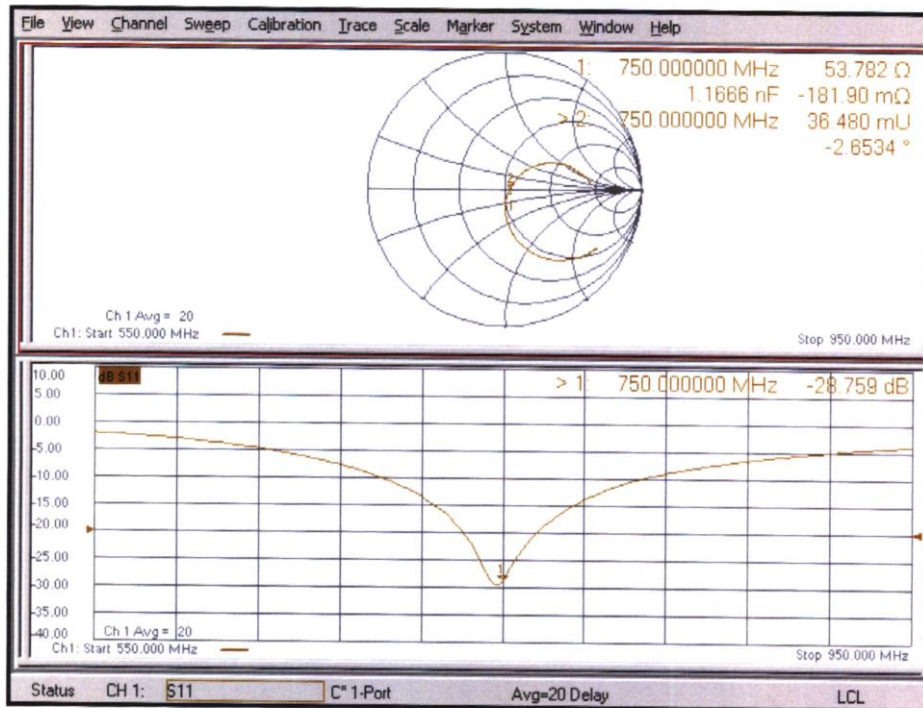 File View Channel Sweep Calibration Trace Scale Marker System Window Help
1: 750.000000 MHz 53.782 Ω
1.1666 nF -181.90 mΩ
> 2: 750.000000 MHz 36.480 mU
-2.6534 °
Ch 1 Avg = 20
Ch1: Start 550.000 MHz
Stop 950.000 MHz
10.00
5.00
0.00
-5.00
-10.00
-15.00
-20.00
-25.00
-30.00
-35.00
-40.00
dB S11
> 1: 750.000000 MHz -28.759 dB
1
Ch 1 Avg = 20
Ch1: Start 550.000 MHz
Stop 950.000 MHz
Status CH 1: S11 C* 1-Port Avg=20 Delay LCL